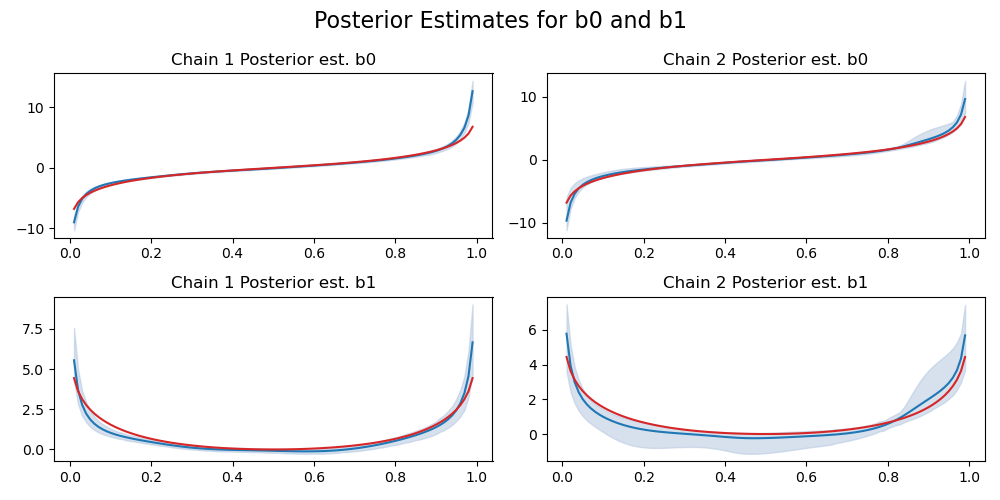 Posterior Estimates for b0 and b1
Chain 1 Posterior est. b0
10
0
−10
0.0 0.2 0.4 0.6 0.8 1.0
Chain 2 Posterior est. b0
10
0
−10
0.0 0.2 0.4 0.6 0.8 1.0
Chain 1 Posterior est. b1
7.5
5.0
2.5
0.0
0.0 0.2 0.4 0.6 0.8 1.0
Chain 2 Posterior est. b1
6
4
2
0
0.0 0.2 0.4 0.6 0.8 1.0